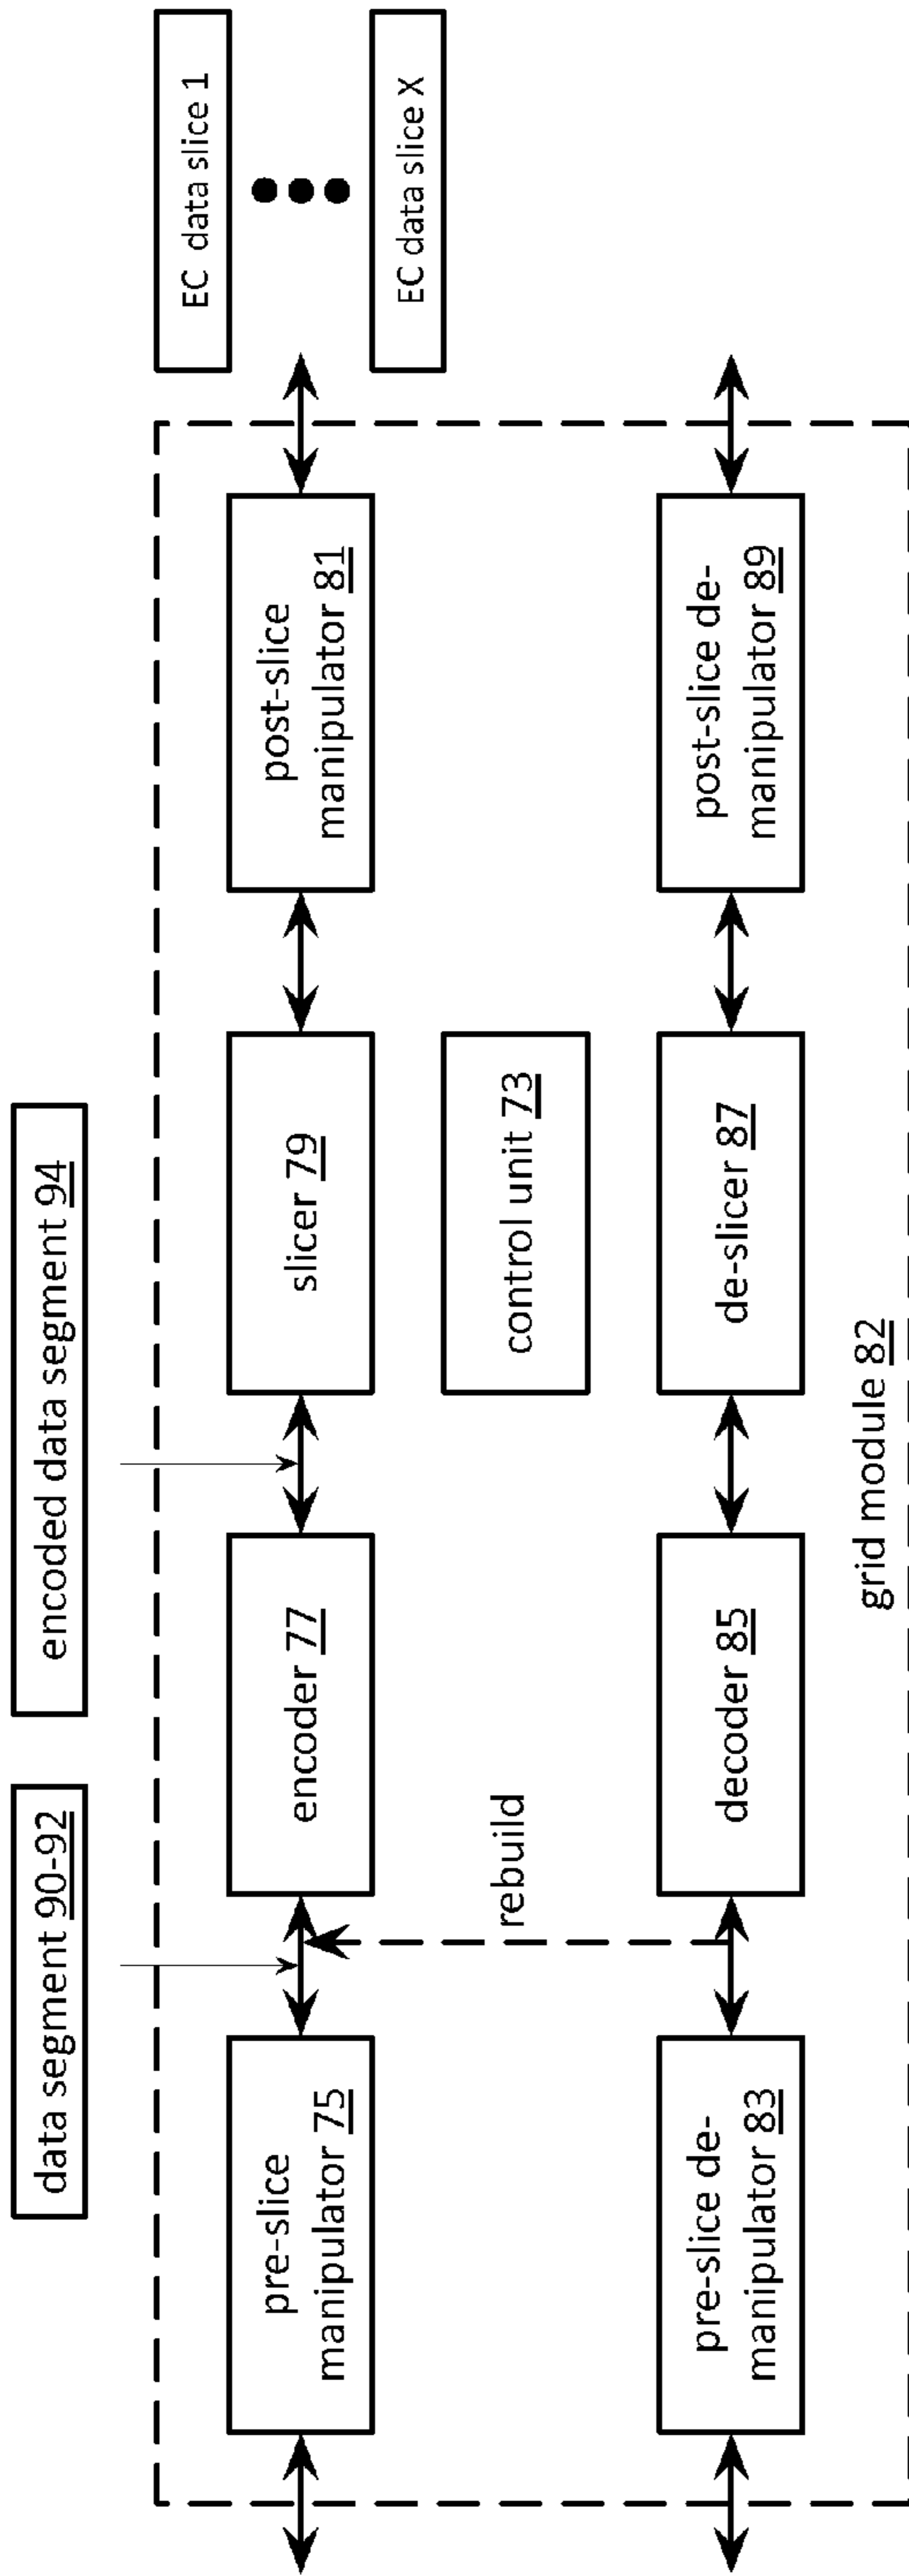 data segment 90-92
encoded data segment 94
pre-slice
manipulator 75
encoder 77
slicer 79
post-slice
manipulator 81
EC data slice 1
EC data slice X
rebuild
control unit 73
pre-slice de-
manipulator 83
decoder 85
de-slicer 87
post-slice de-
manipulator 89
grid module 82